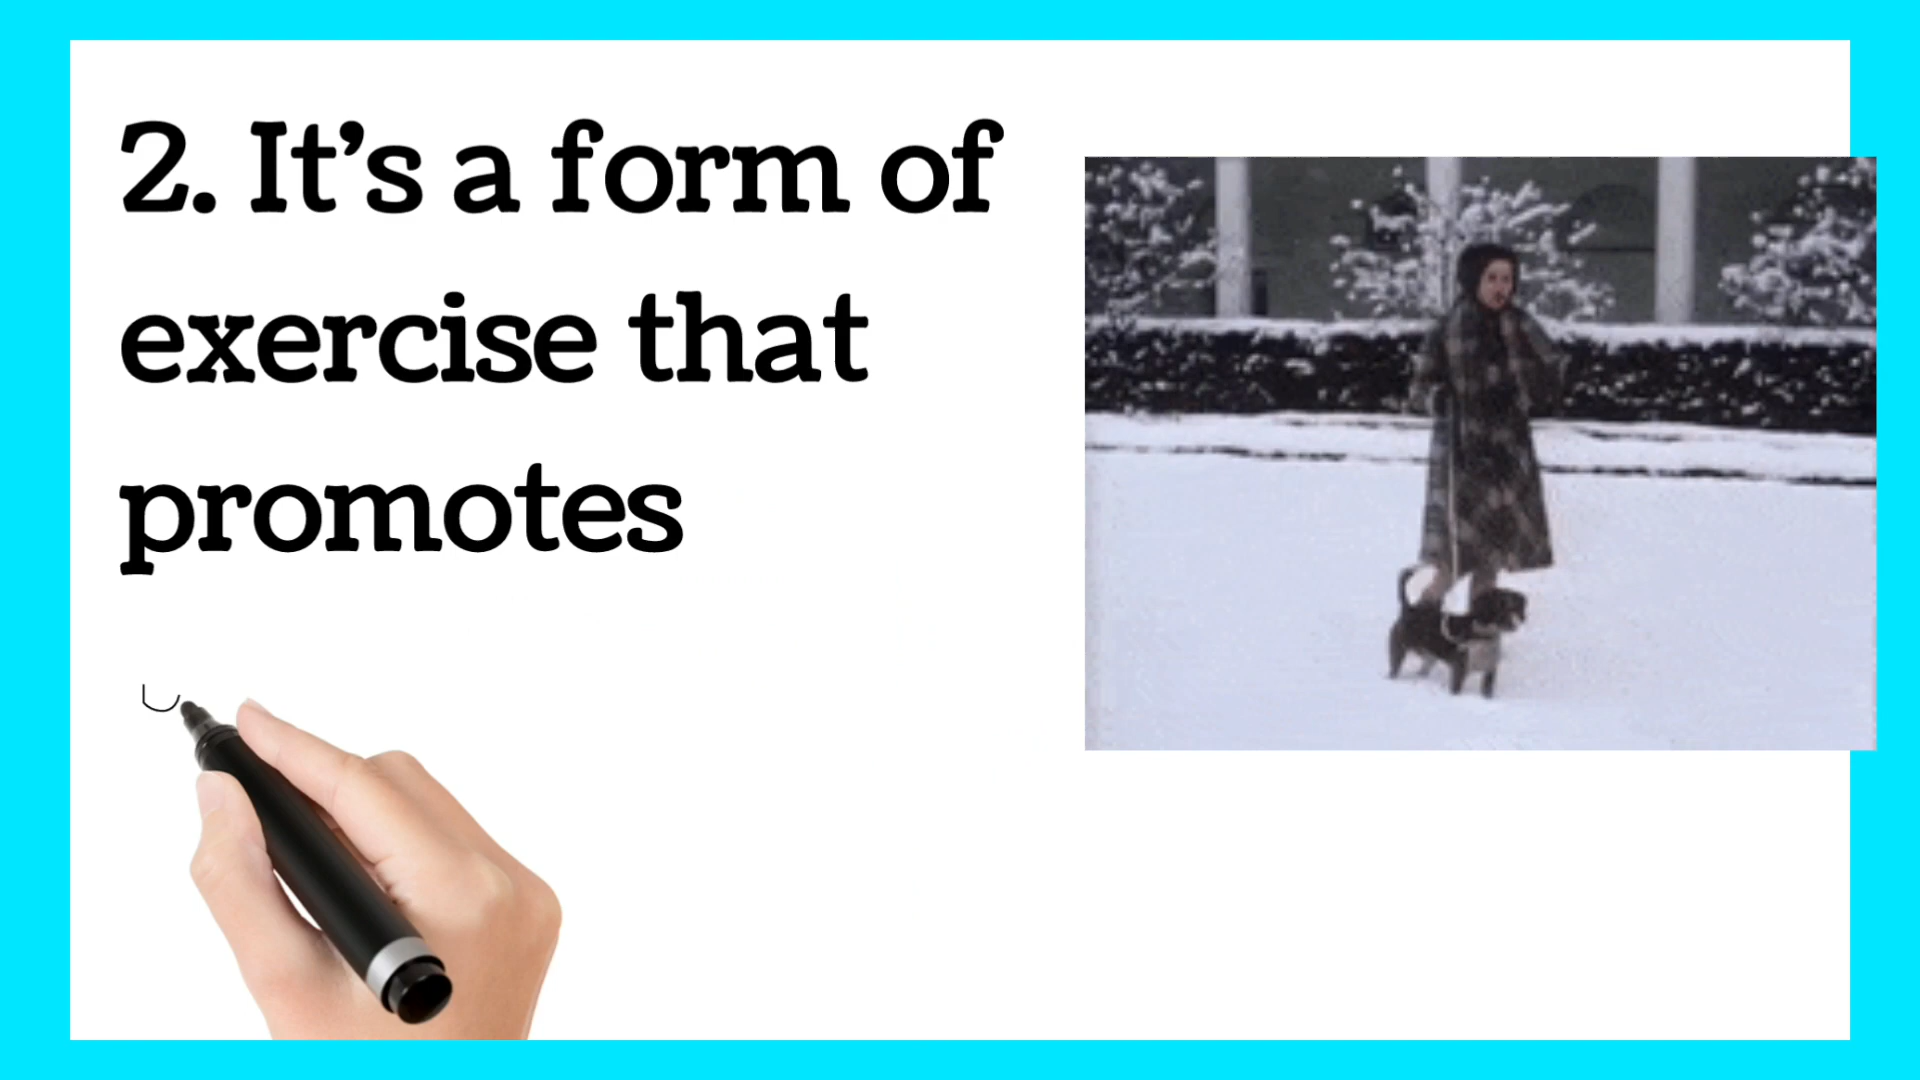 2. It’s a form of
exercise that
promotes